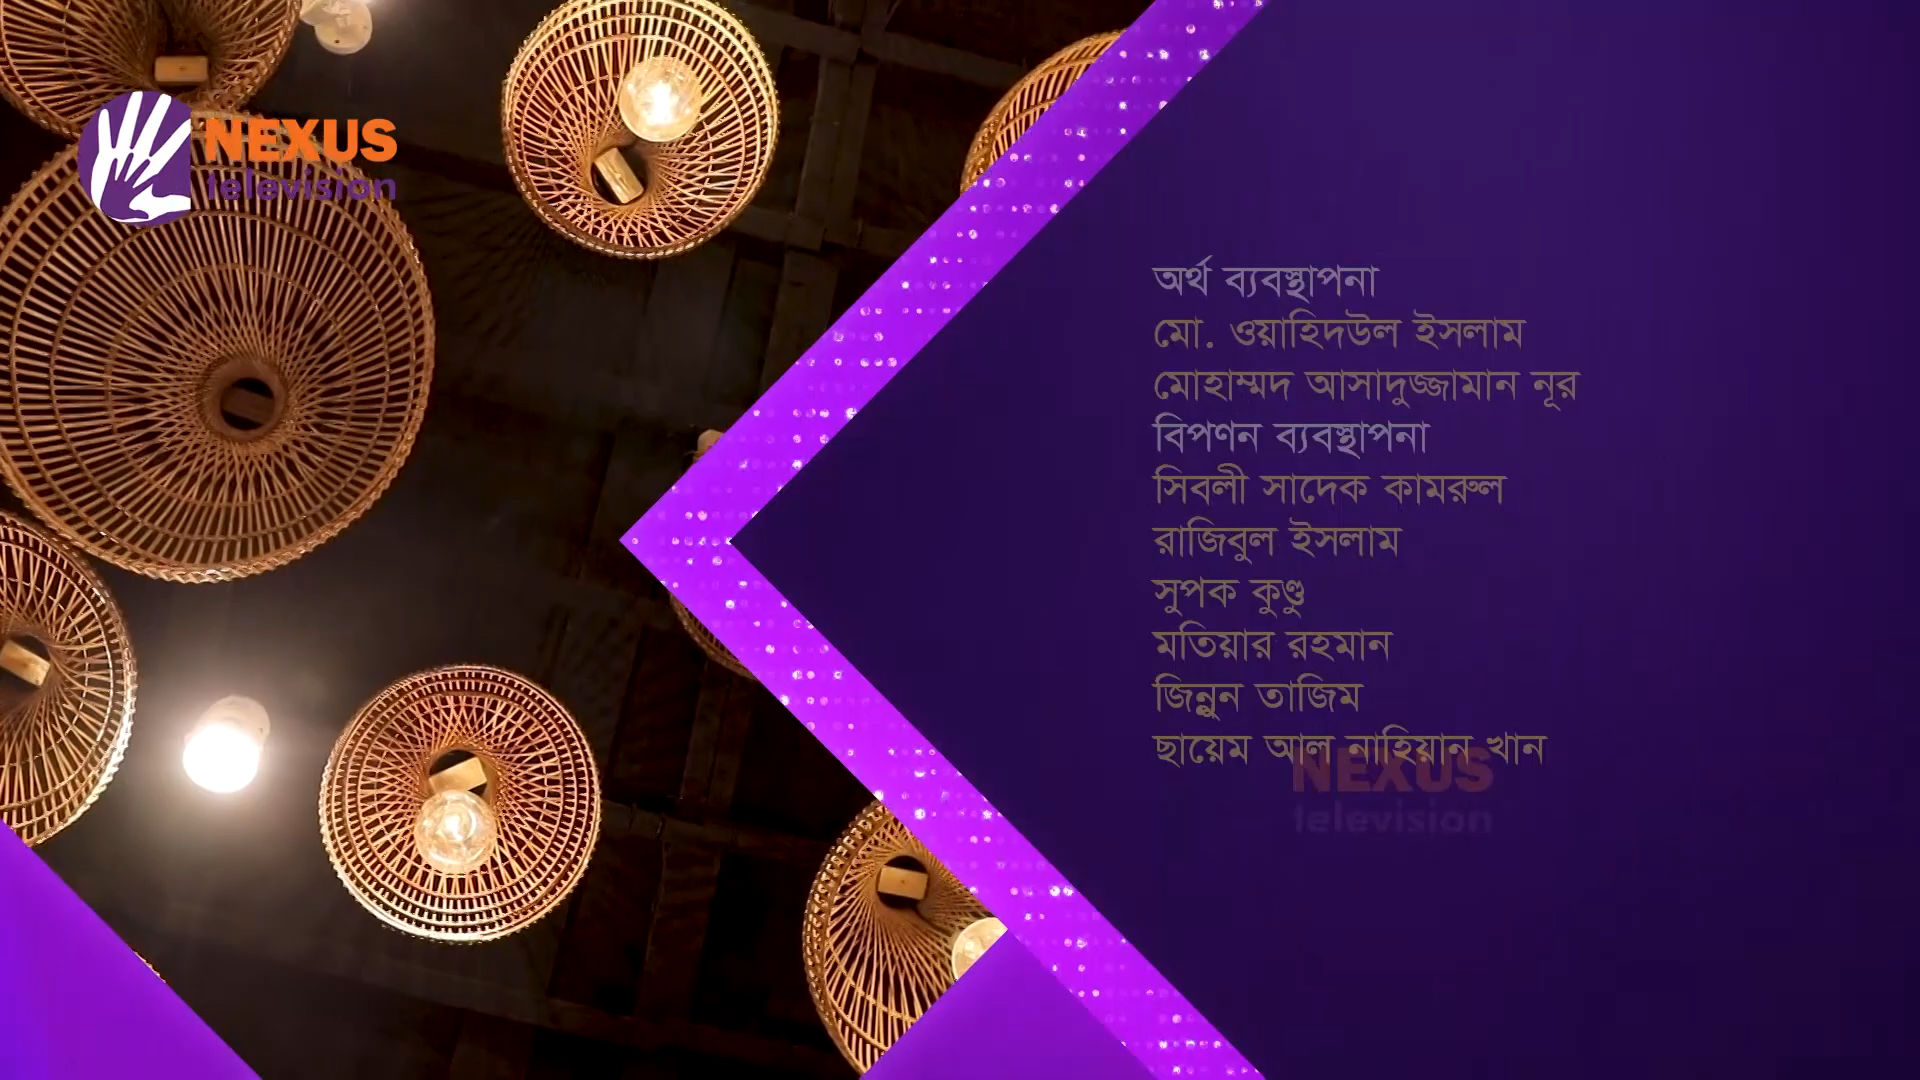 NEXUS
television
অর্থ ব্যবস্থাপনা
মো. ওয়াহিদউল ইসলাম
মোহাম্মদ আসাদুজ্জামান নূর
বিপণন ব্যবস্থাপনা
সিবলী সাদেক কামরুল
রাজিবুল ইসলাম
সুপক কুণ্ডু
মতিয়ার রহমান
তাজিম
ছায়েম আল নাহিয়ান খান
NEXUS
television